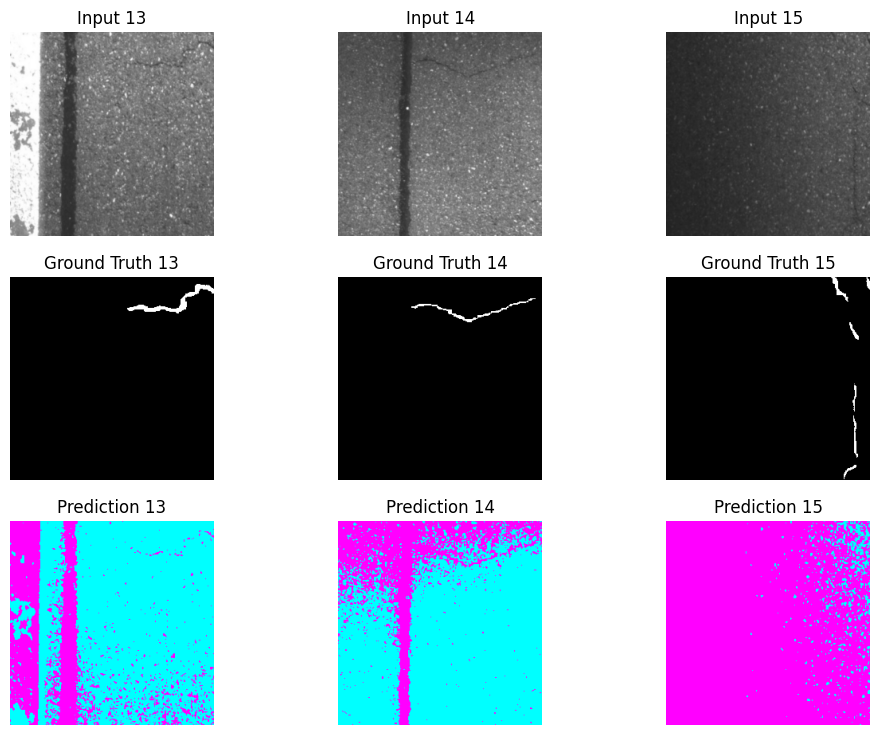 Input 13
Input 14
Input 15
Ground Truth 13
Ground Truth 14
Ground Truth 15
Prediction 13
Prediction 14
Prediction 15